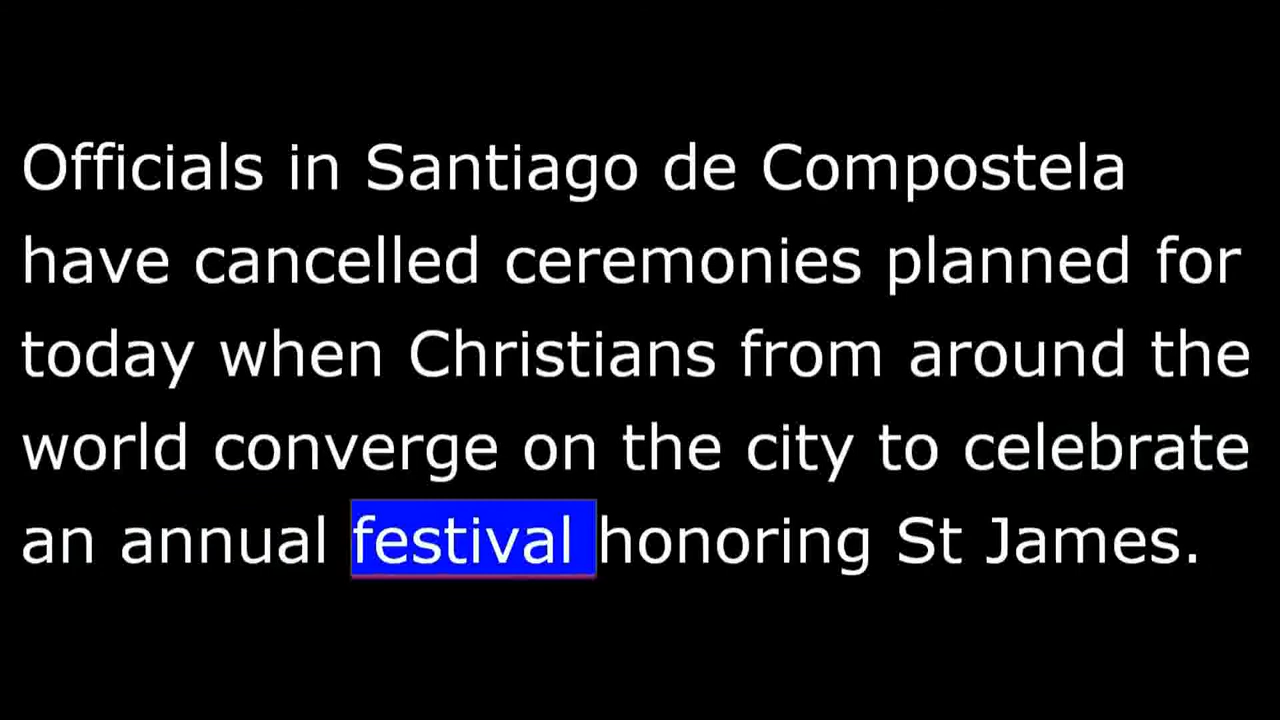 Officials in Santiago de Compostela
have cancelled ceremonies planned for
today when Christians from around the
world converge on the city to celebrate
an annual festival honoring St James.